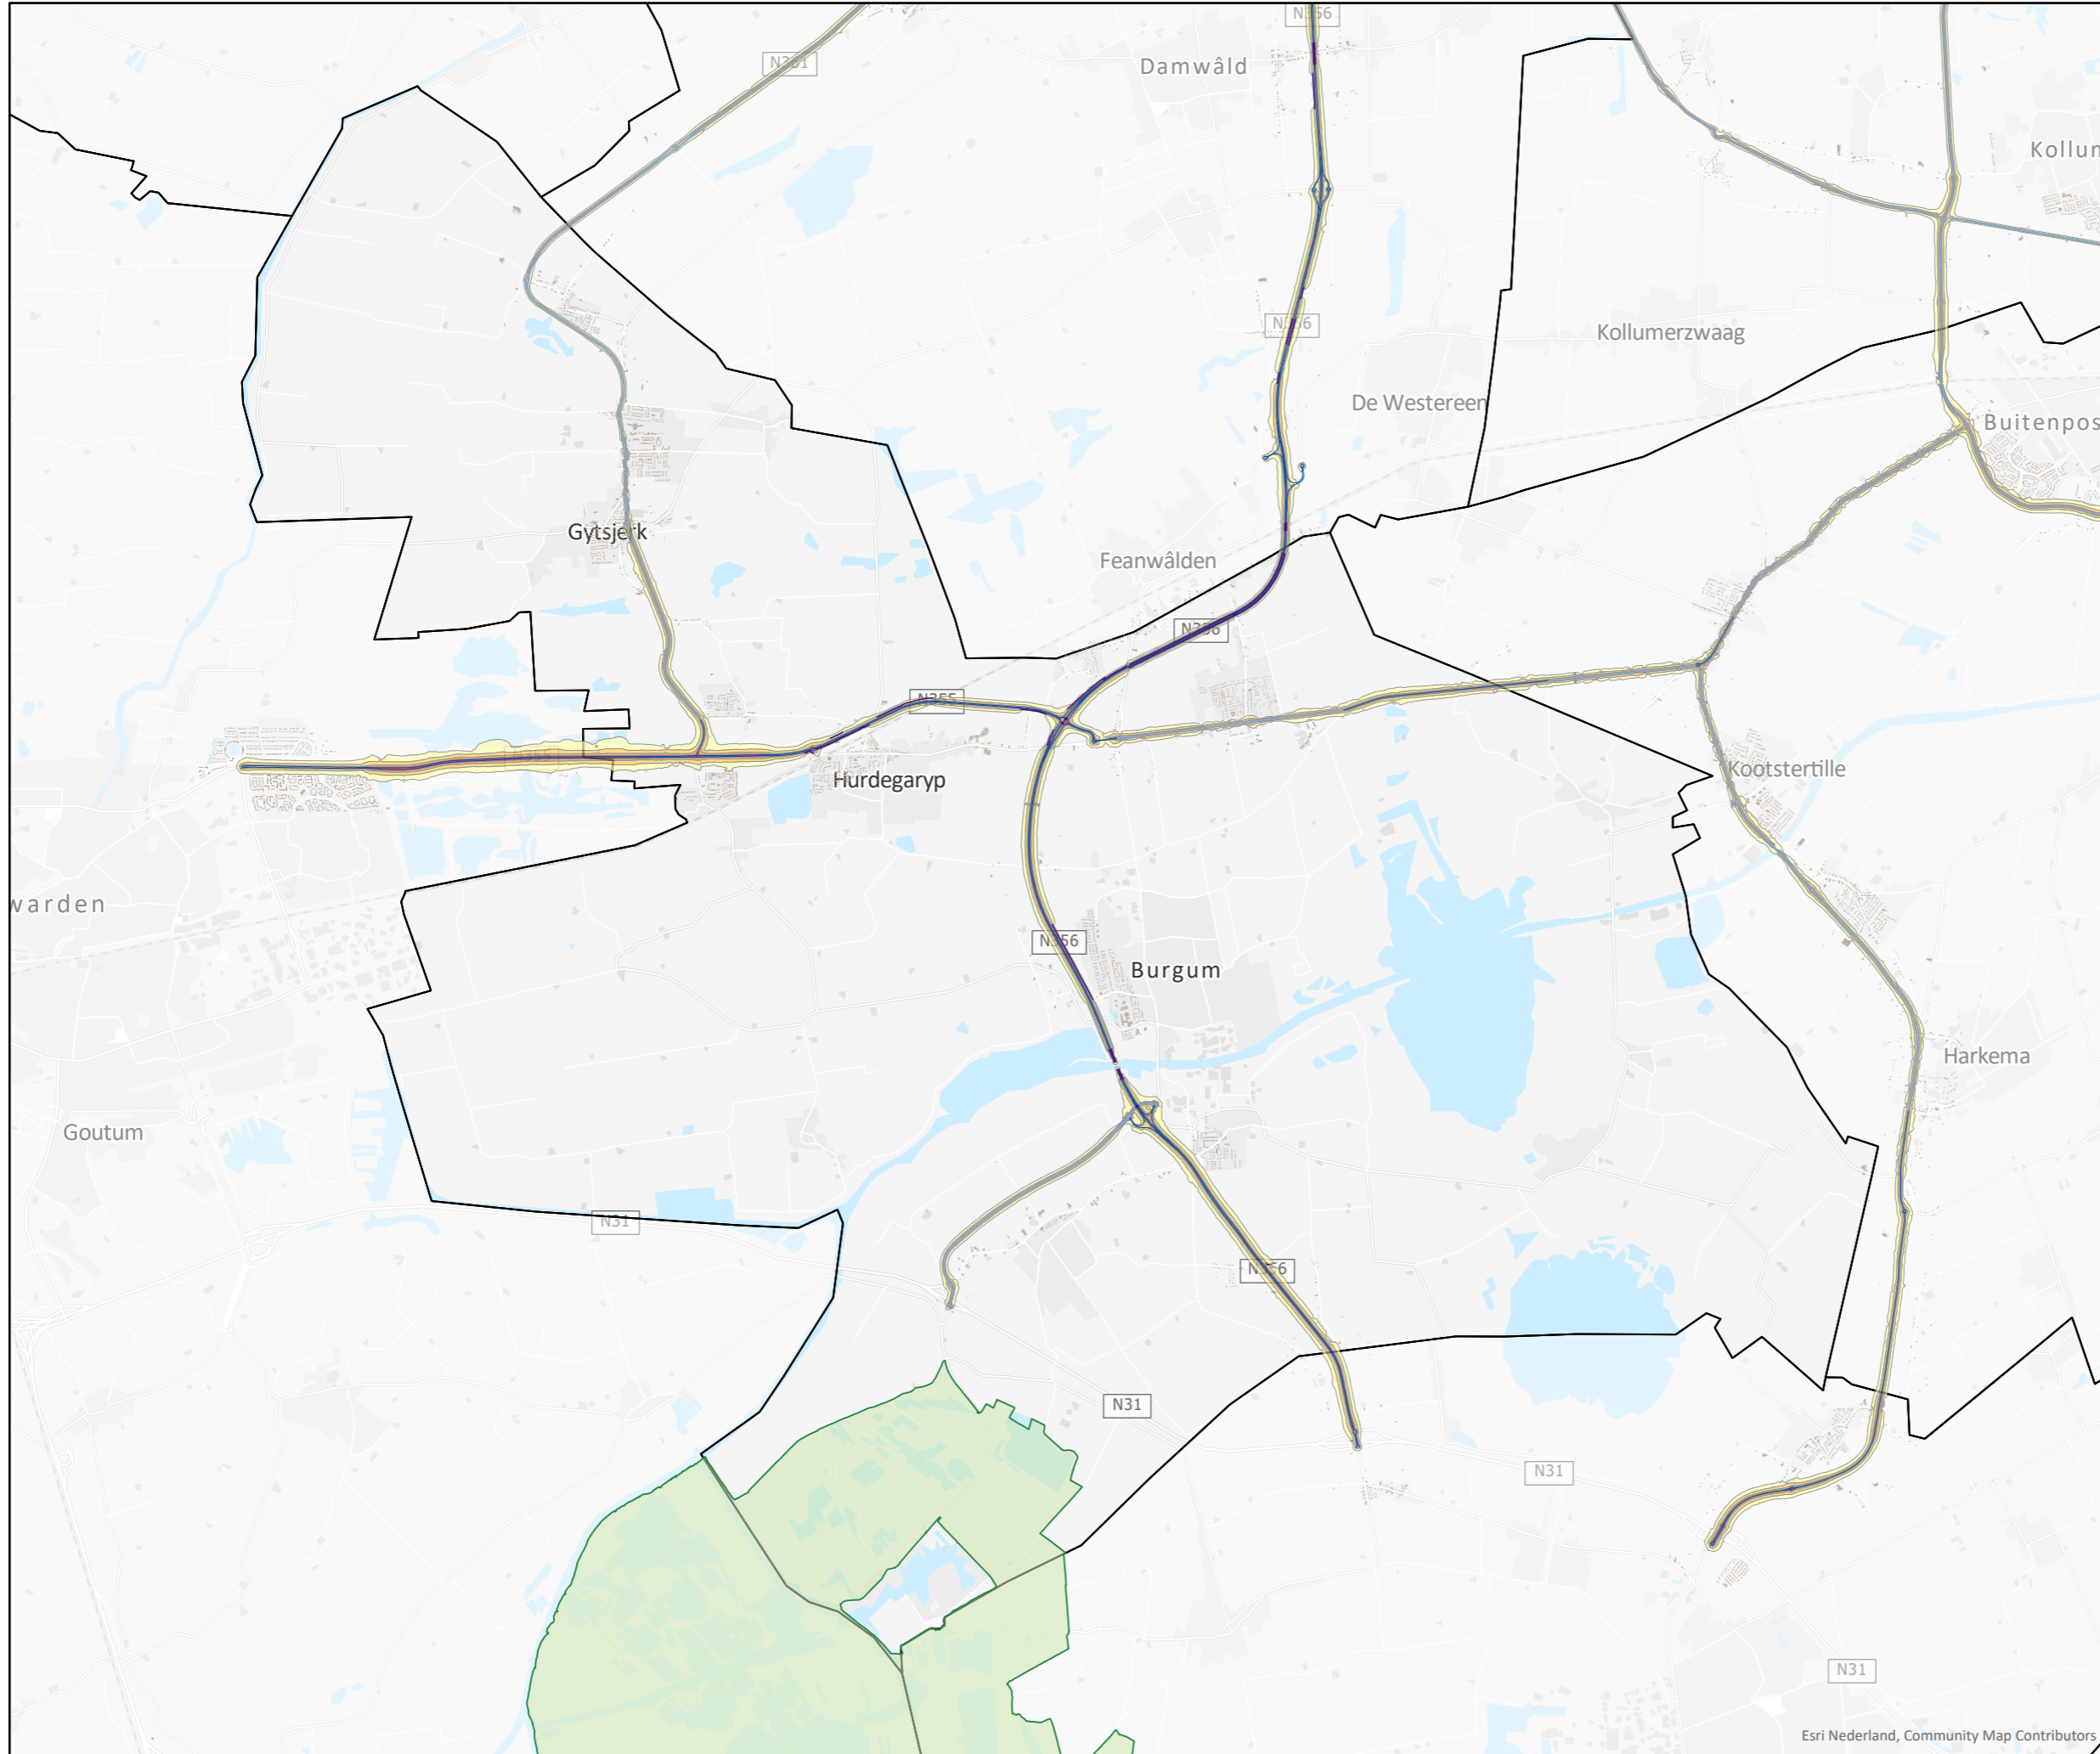 N356
Damwâld
N361
Kollum
N356
Kollumerzwaag
De Westereen
Buitenpos
Gytsjerk
Feanwâlden
N356
N355
N355
Kootstertille
Hurdegaryp
warden
N356
Burgum
Harkema
Goutum
N31
N356
N31
N31
N31
Esri Nederland, Community Map Contributors